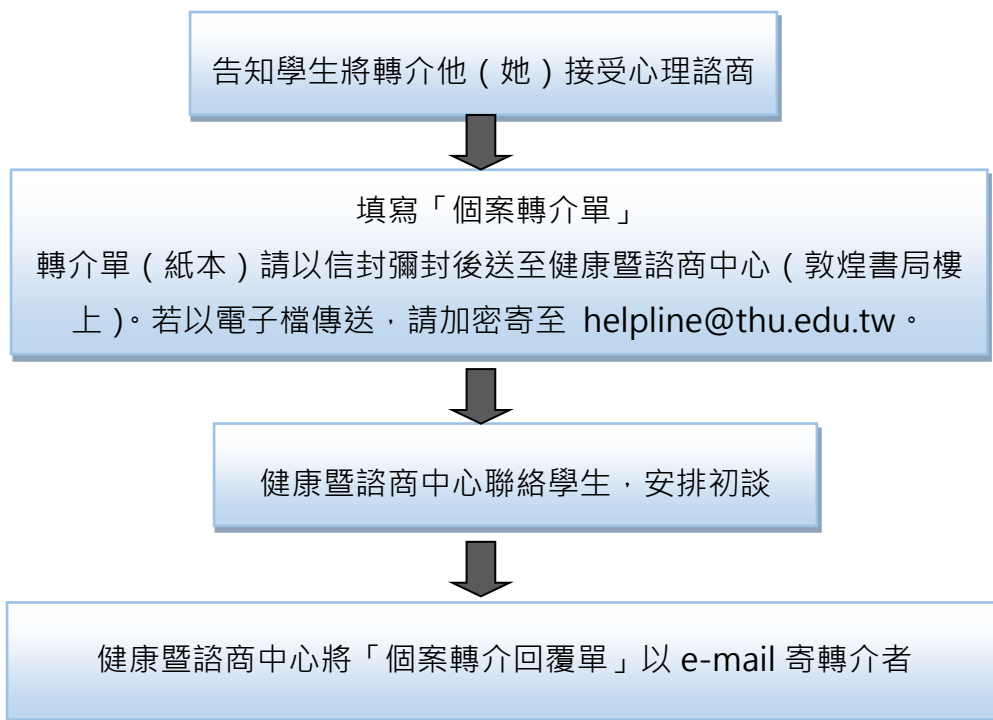 告知學生將轉介他（她）接受心理諮商
填寫「個案轉介單」
轉介單（紙本）請以信封彌封後送至健康暨諮商中心（敦煌書局樓
上）。若以電子檔傳送，請加密寄至 helpline@thu.edu.tw。
健康暨諮商中心聯絡學生，安排初談
健康暨諮商中心將「個案轉介回覆單」以 e-mail 寄轉介者